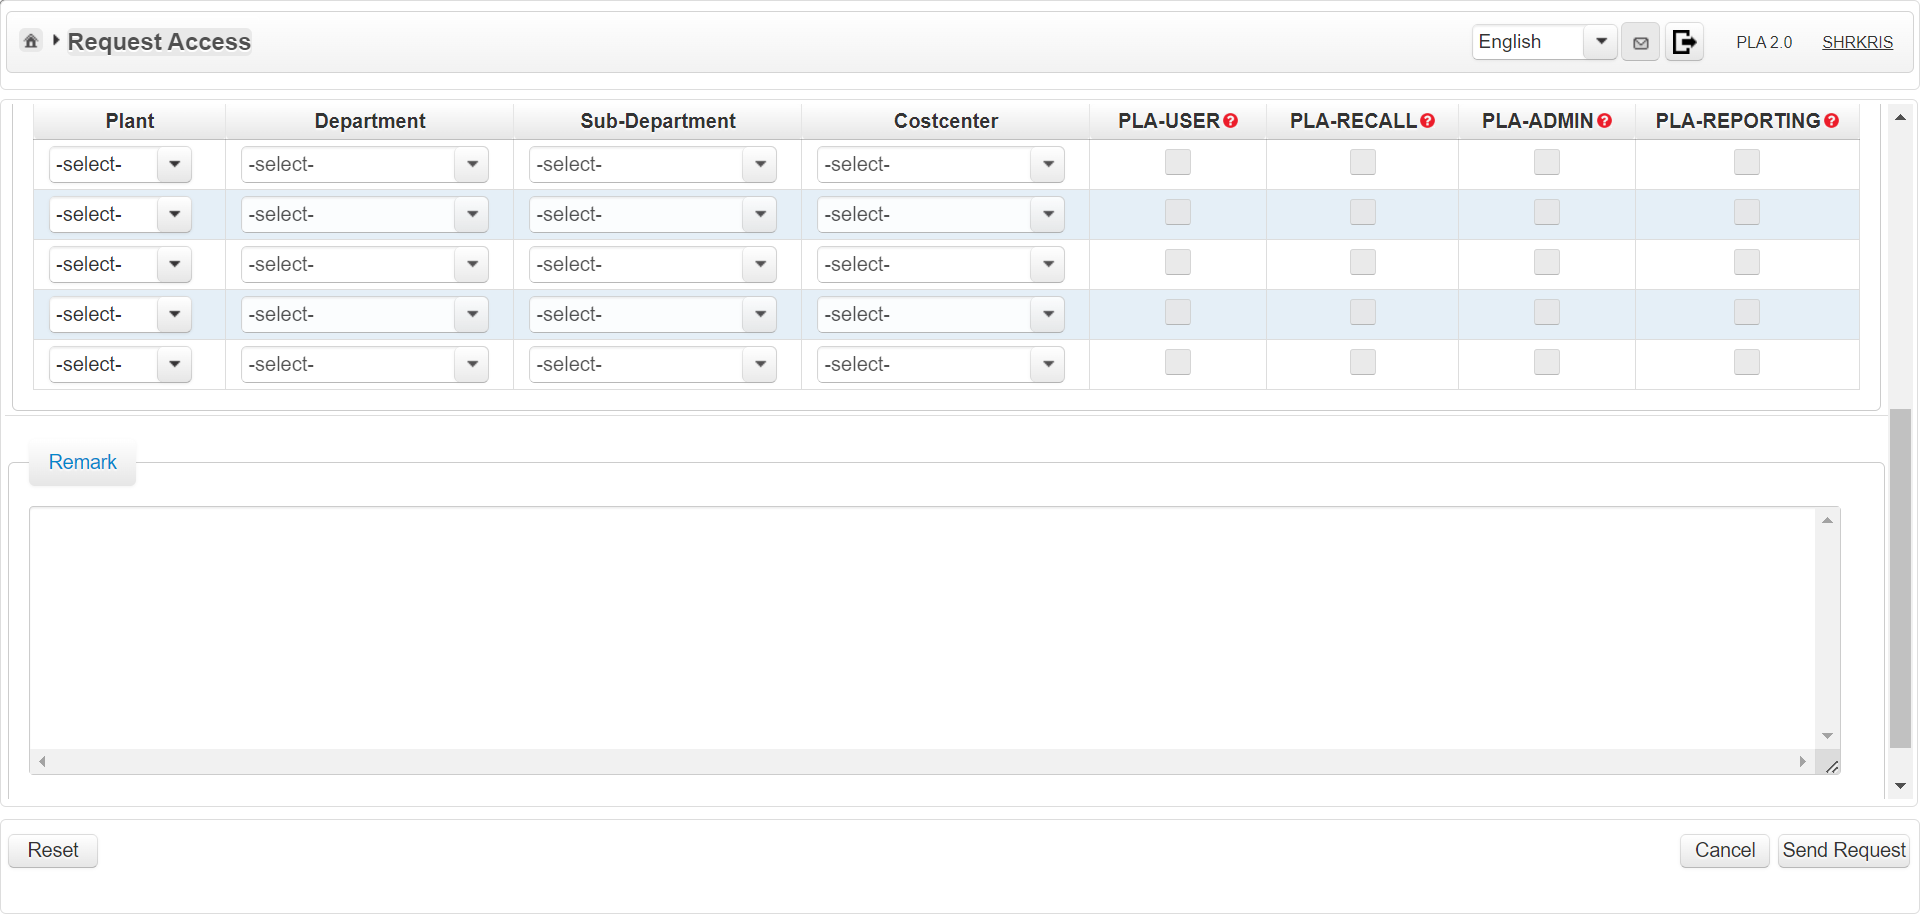 Request Access English PLA 2.0 SHRKRIS
Plant Department Sub-Department Costcenter PLA-USER? PLA-RECALL? PLA-ADMIN? PLA-REPORTING?
-select- -select- -select- -select-
-select- -select- -select- -select-
-select- -select- -select- -select-
-select- -select- -select- -select-
-select- -select- -select- -select-
Remark
Reset Cancel Send Request